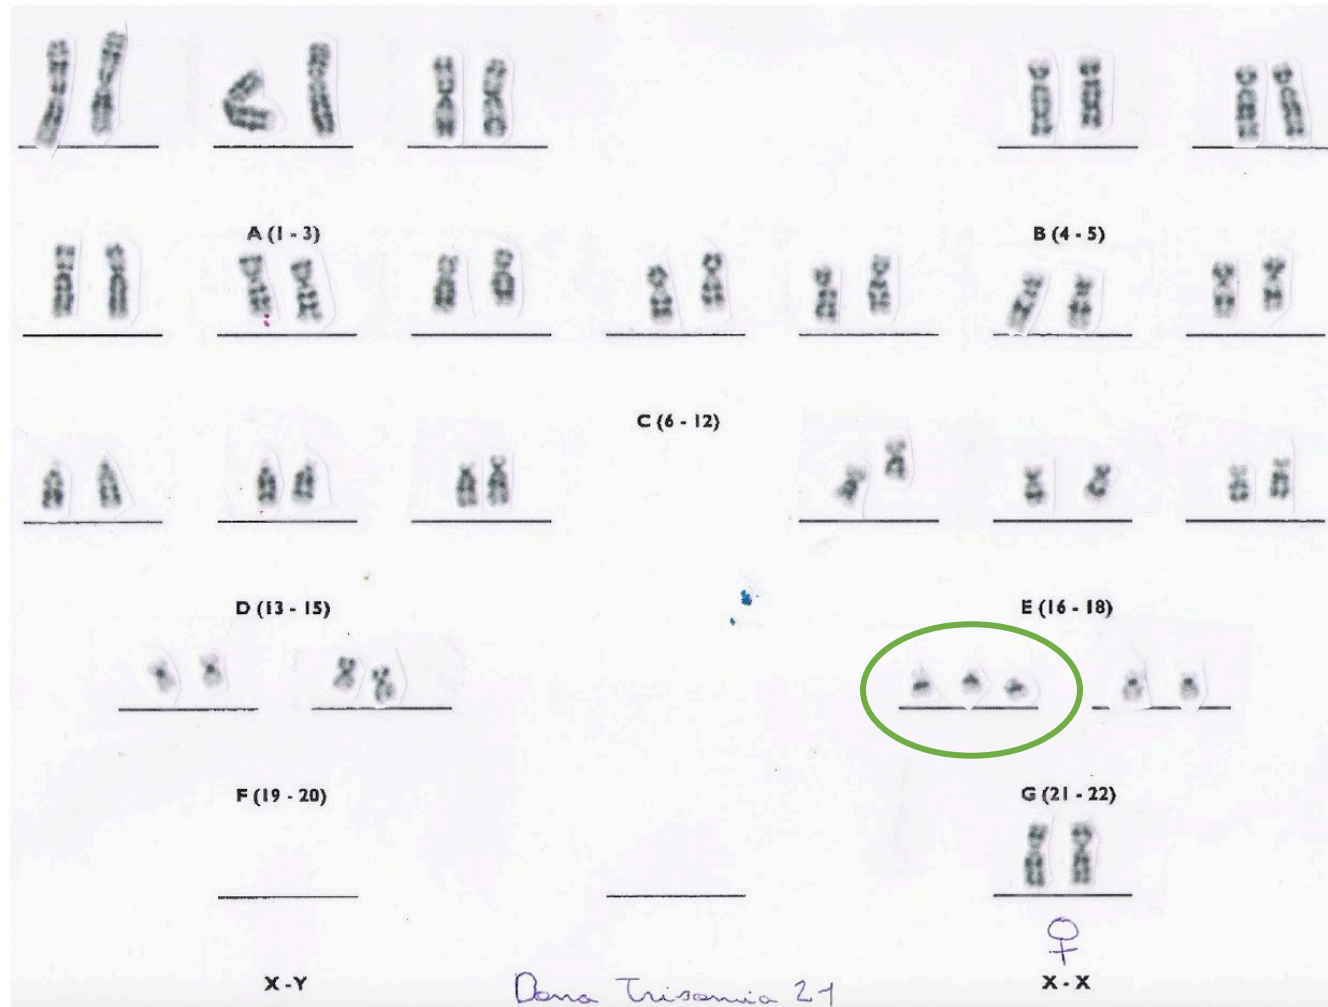 A (1 - 3)
B (4 - 5)
C (6 - 12)
D (13 - 15)
E (16 - 18)
F (19 - 20)
G (21 - 22)
♀
X - Y
Dona Trisomia 21
X - X